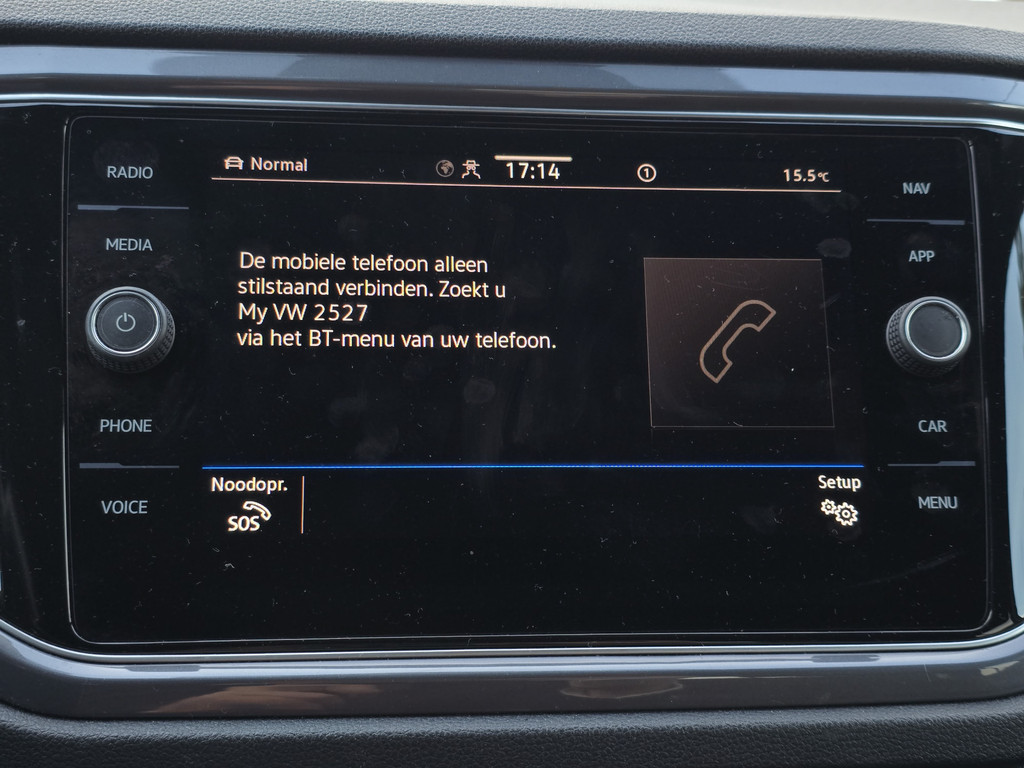 RADIO
MEDIA
PHONE
VOICE
Normal
17:14
1
15.5°C
De mobiele telefoon alleen
stilstaand verbinden. Zoekt u
My VW 2527
via het BT-menu van uw telefoon.
Noodopr.
SOS
Setup
NAV
APP
CAR
MENU